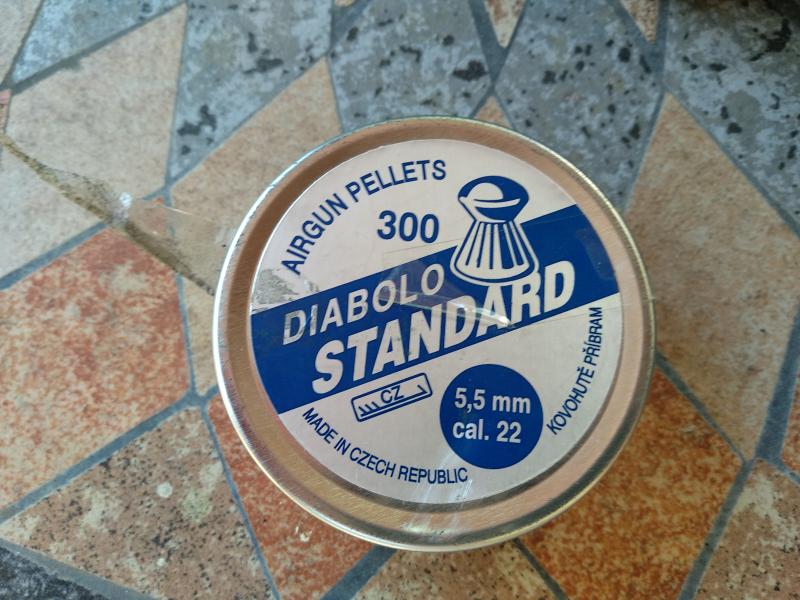 AIRGUN PELLETS
300
DIABOLO
STANDARD
CZ
5,5 mm
cal. 22
MADE IN CZECH REPUBLIC
KOVOHUTĚ PŘÍBRAM